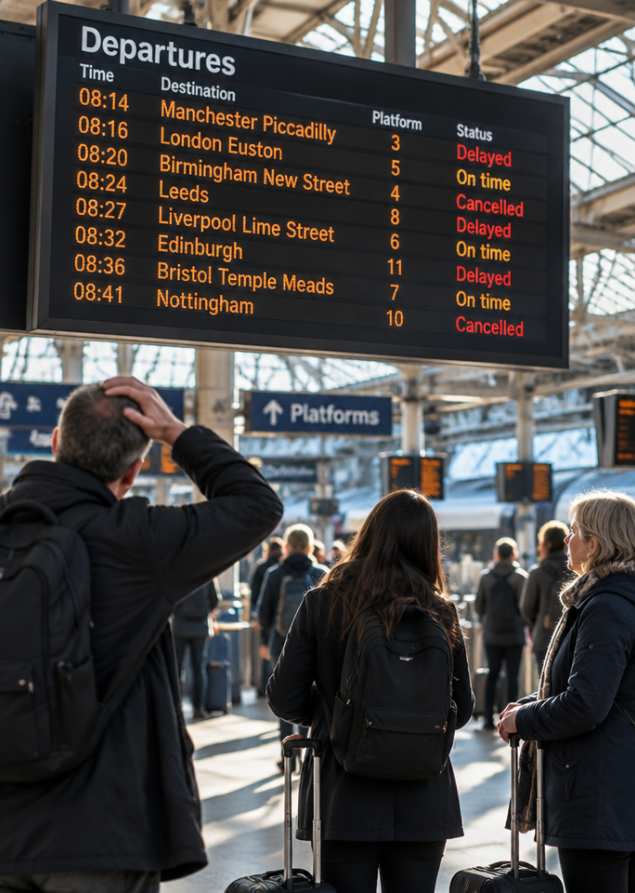 Departures
Time Destination Platform Status
08:14 Manchester Piccadilly 3 Delayed
08:16 London Euston 5 On time
08:20 Birmingham New Street 4 Cancelled
08:24 Leeds 8 Delayed
08:27 Liverpool Lime Street 6 On time
08:32 Edinburgh 11 Delayed
08:36 Bristol Temple Meads 7 On time
08:41 Nottingham 10 Cancelled
↑ Platforms